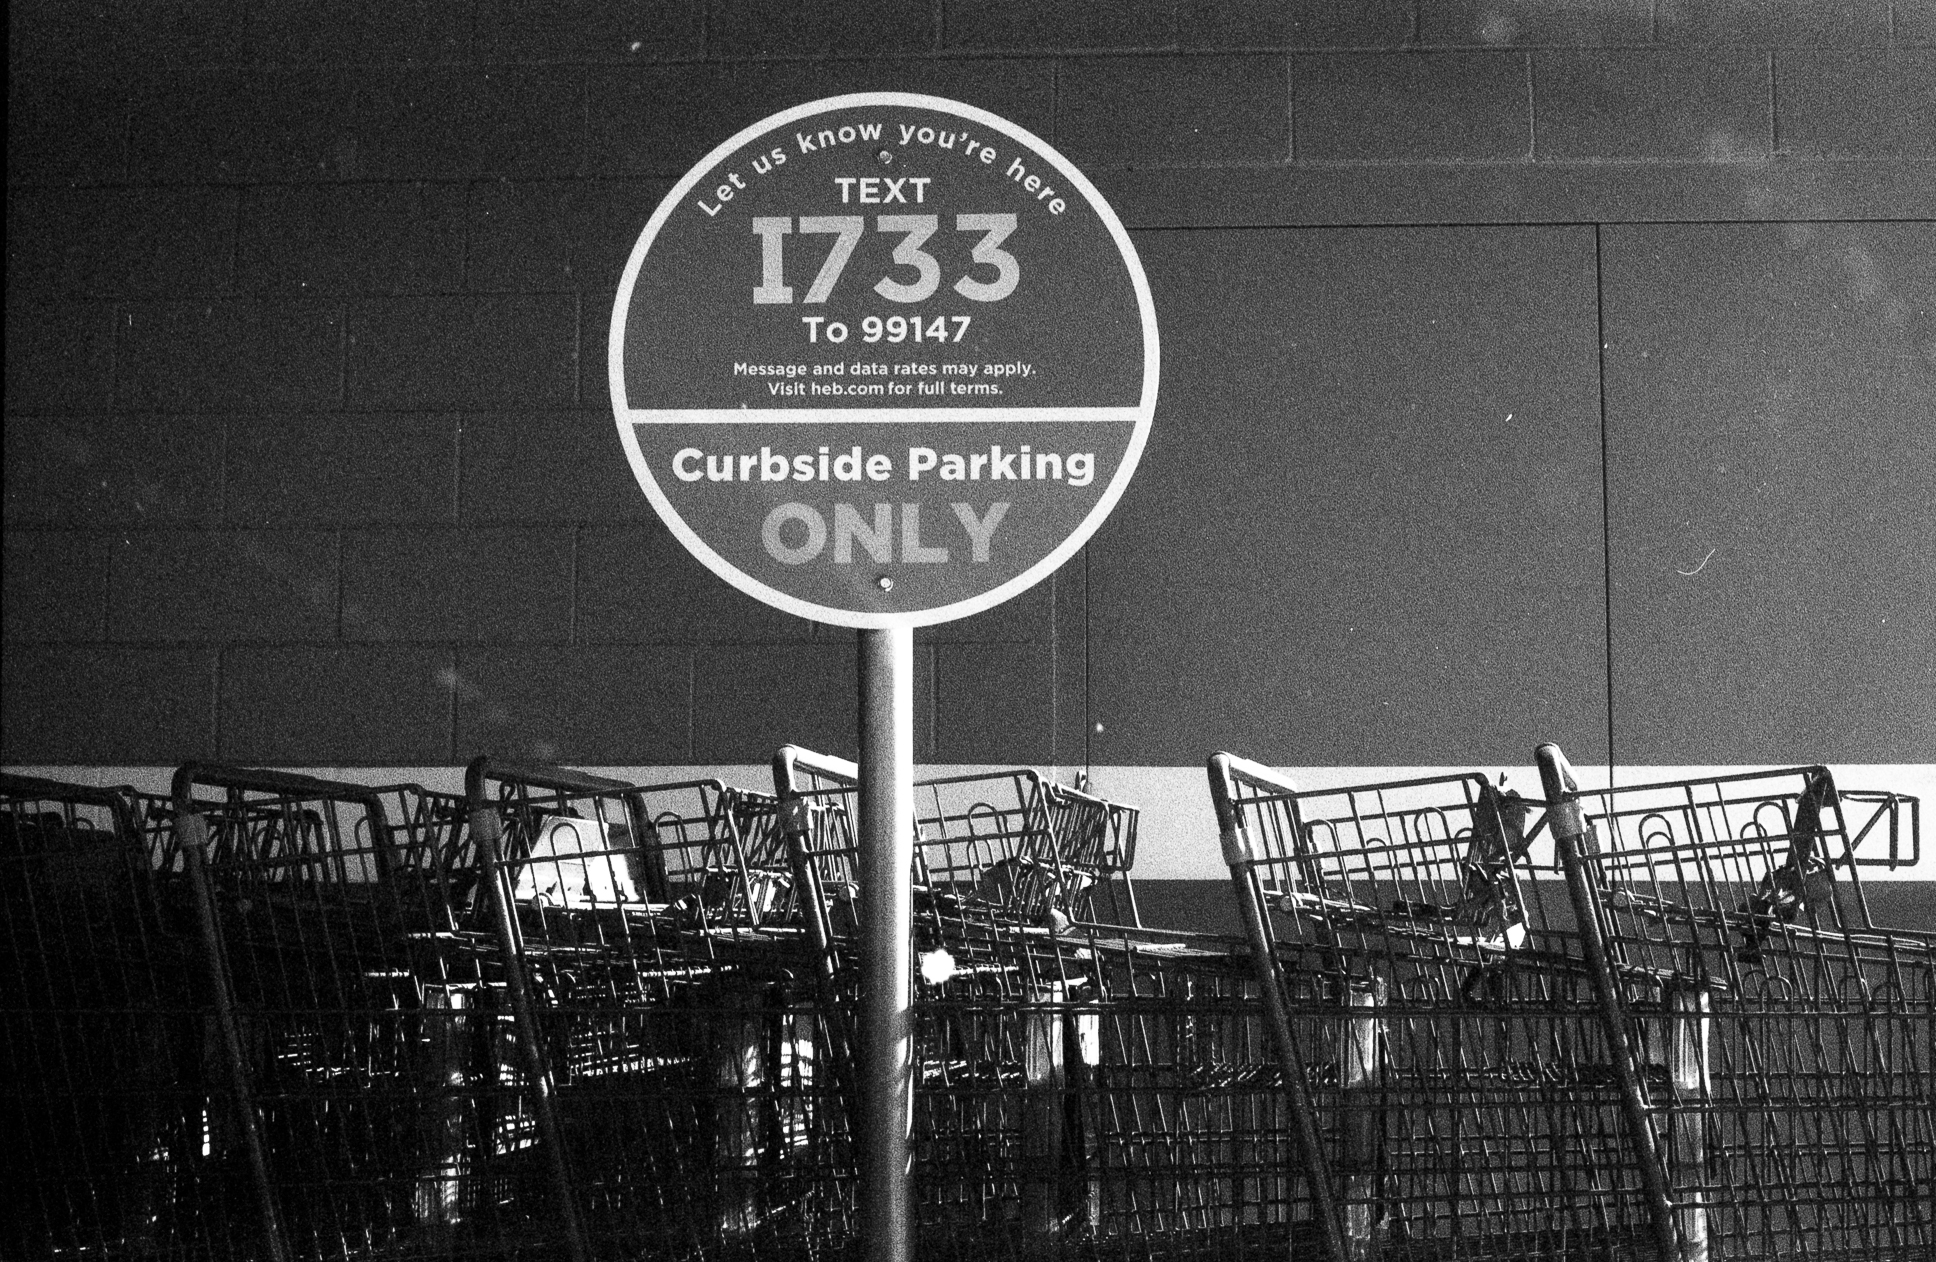 Let us know you're here
TEXT
I733
To 99147
Message and data rates may apply.
Visit heb.com for full terms.
Curbside Parking
ONLY